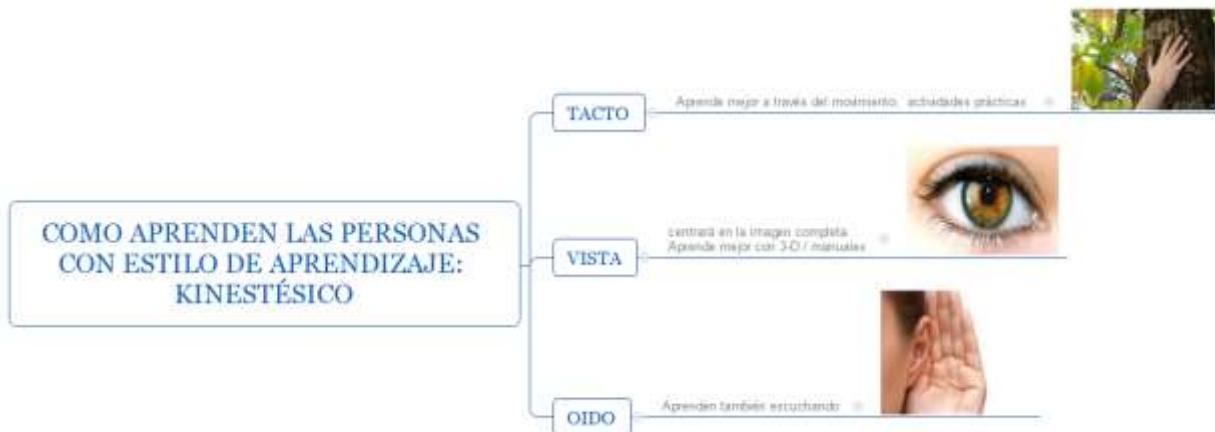 COMO APRENDEN LAS PERSONAS
CON ESTILO DE APRENDIZAJE:
KINESTÉSICO
TACTO
Aprende mejor a través del movimiento, actividades prácticas
VISTA
centrará en la imagen completa
Aprende mejor con 3-D / manuales
OIDO
Aprenden también escuchando